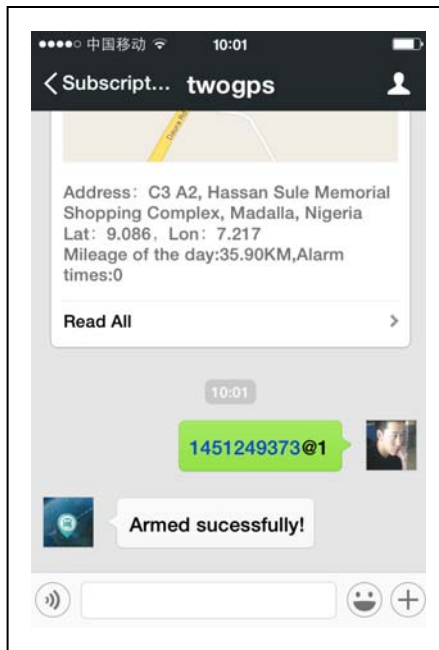 中国移动 10:01
Subscript... twogps
Daura Rd
Address: C3 A2, Hassan Sule Memorial
Shopping Complex, Madalla, Nigeria
Lat: 9.086, Lon: 7.217
Mileage of the day:35.90KM,Alarm
times:0
Read All
10:01
1451249373@1
Armed sucessfully!